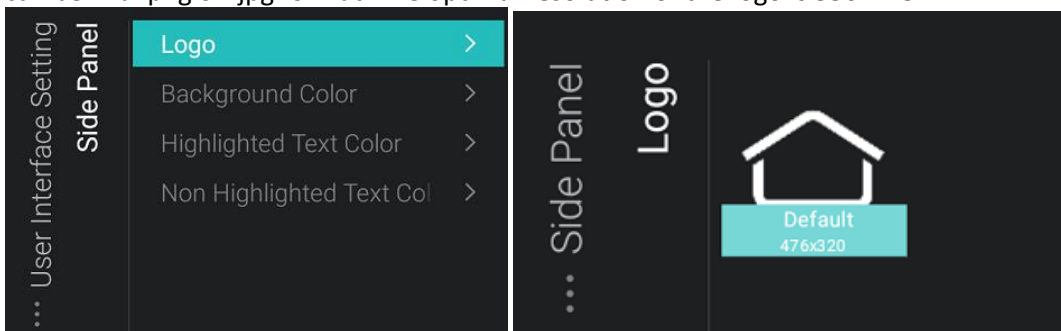 ... User Interface Setting
Side Panel
Logo >
Background Color >
Highlighted Text Color >
Non Highlighted Text Col >
... Side Panel
Logo
Default
476x320